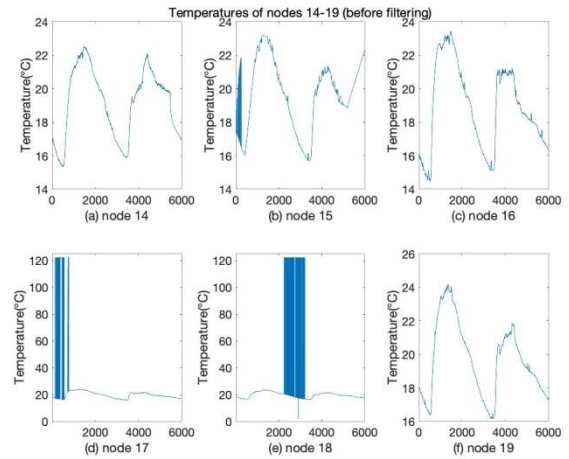 Temperatures of nodes 14-19 (before filtering)
24
22
20
18
16
14
Temperature(°C)
0 2000 4000 6000
(a) node 14
24
22
20
18
16
14
Temperature(°C)
0 2000 4000 6000
(b) node 15
24
22
20
18
16
14
Temperature(°C)
0 2000 4000 6000
(c) node 16
120
100
80
60
40
20
0
Temperature(°C)
0 2000 4000 6000
(d) node 17
120
100
80
60
40
20
0
Temperature(°C)
0 2000 4000 6000
(e) node 18
26
24
22
20
18
16
Temperature(°C)
0 2000 4000 6000
(f) node 19